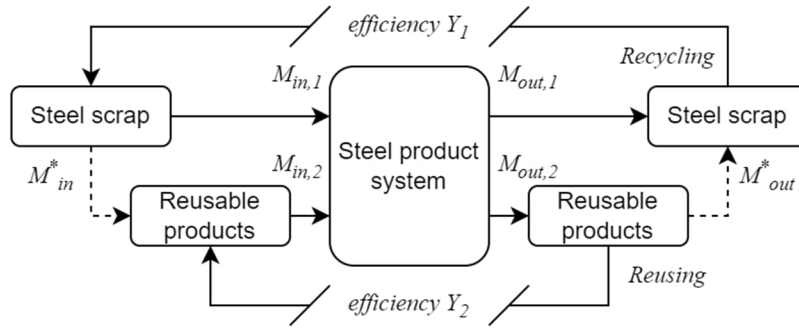 efficiency Y1
Recycling
Steel scrap
Min,1
Mout,1
Steel scrap
Steel product
system
M*in
Min,2
Mout,2
M*out
Reusable
products
Reusable
products
Reusing
efficiency Y2